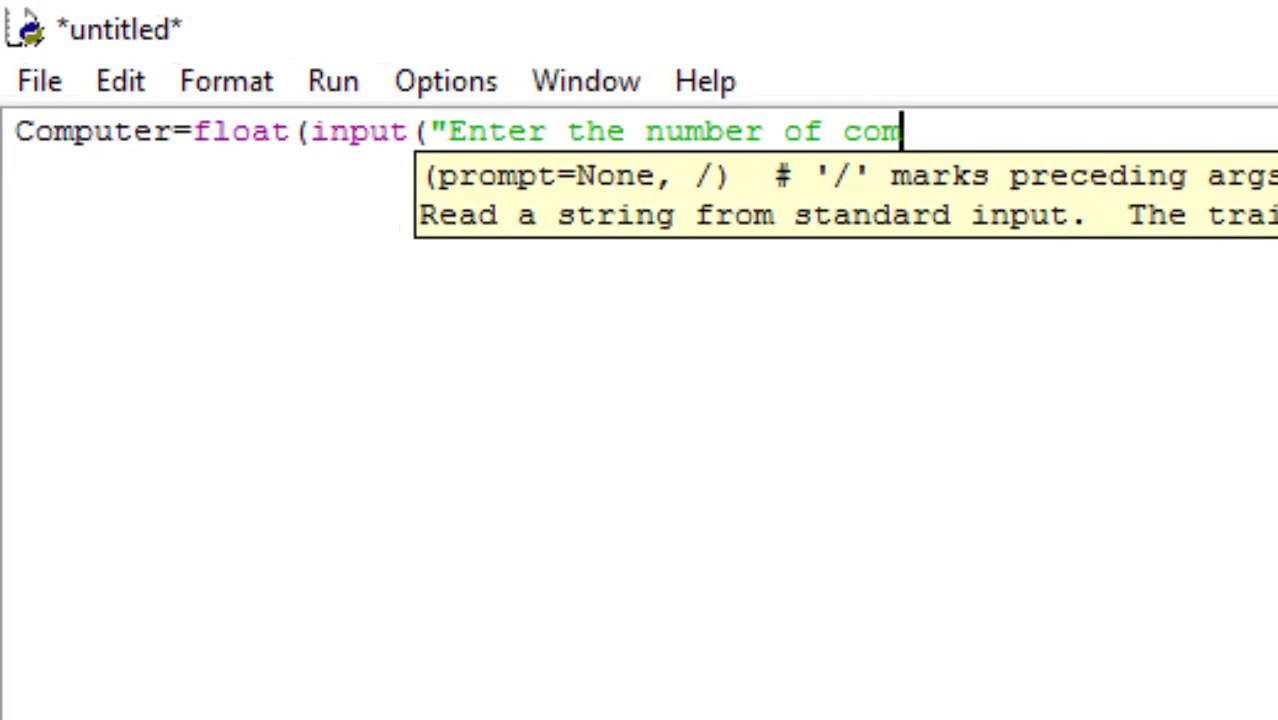 *untitled*
File Edit Format Run Options Window Help
Computer=float(input("Enter the number of com
(prompt=None, /) # '/' marks preceding args
Read a string from standard input. The trai